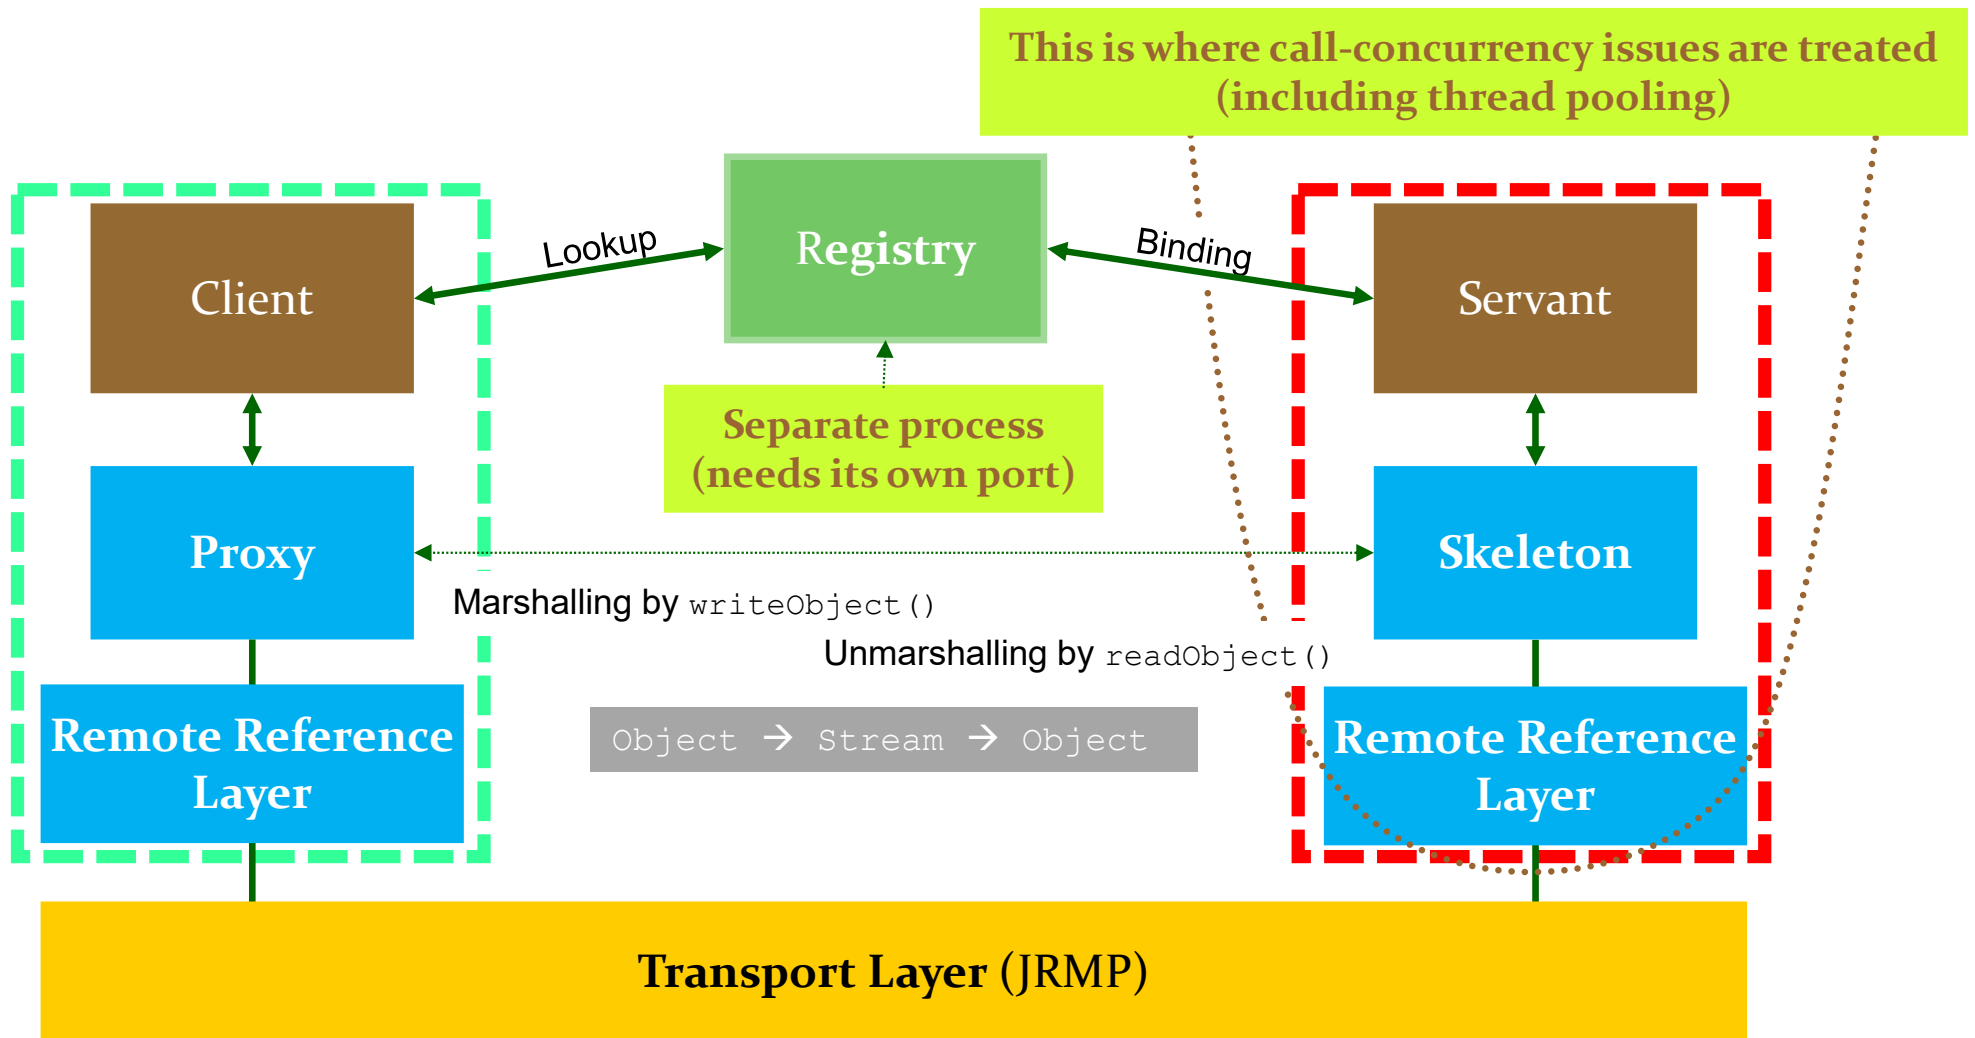 This is where call-concurrency issues are treated
(including thread pooling)
Lookup
Registry
Binding
Client
Servant
Separate process
(needs its own port)
Proxy
Skeleton
Marshalling by writeObject()
Unmarshalling by readObject()
Remote Reference
Layer
Object → Stream → Object
Remote Reference
Layer
Transport Layer (JRMP)